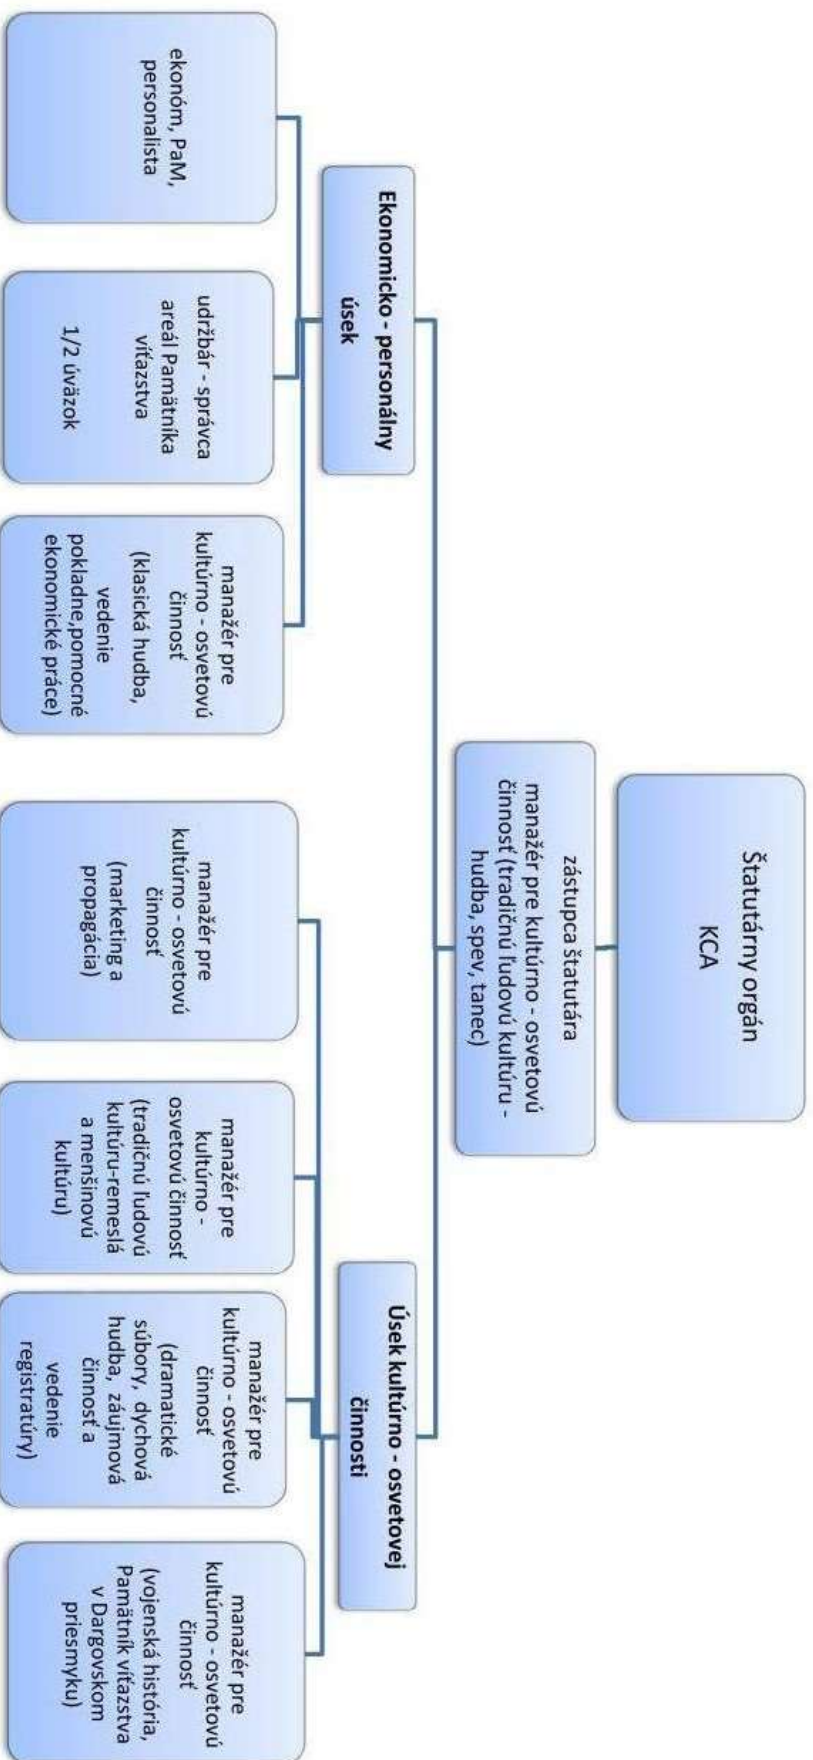 Štatutárny orgán
KCA
zástupca štatutára
manažér pre kultúrno - osvetovú
činnosť (tradičnú ľudovú kultúru -
hudba, spev, tanec)
Ekonomicko - personálny
úsek
Úsek kultúrno - osvetovej
činnosti
ekonóm, PaM,
personalista
udržbár - správca
areál Pamätníka
víťazstva
1/2 úväzok
manažér pre
kultúrno - osvetovú
činnosť
(klasická hudba,
vedenie
pokladne,pomocné
ekonomické práce)
manažér pre
kultúrno - osvetovú
činnosť
(marketing a
propagácia)
manažér pre
kultúrno -
osvetovú činnosť
(tradičnú ľudovú
kultúru-remeslá
a menšinovú
kultúru)
manažér pre
kultúrno - osvetovú
činnosť
(dramatické
súbory, dychová
hudba, záujmová
činnosť a
vedenie
registratúry)
manažér pre
kultúrno - osvetovú
činnosť
(vojenská história,
Pamätník víťazstva
v Dargovskom
priesmyku)